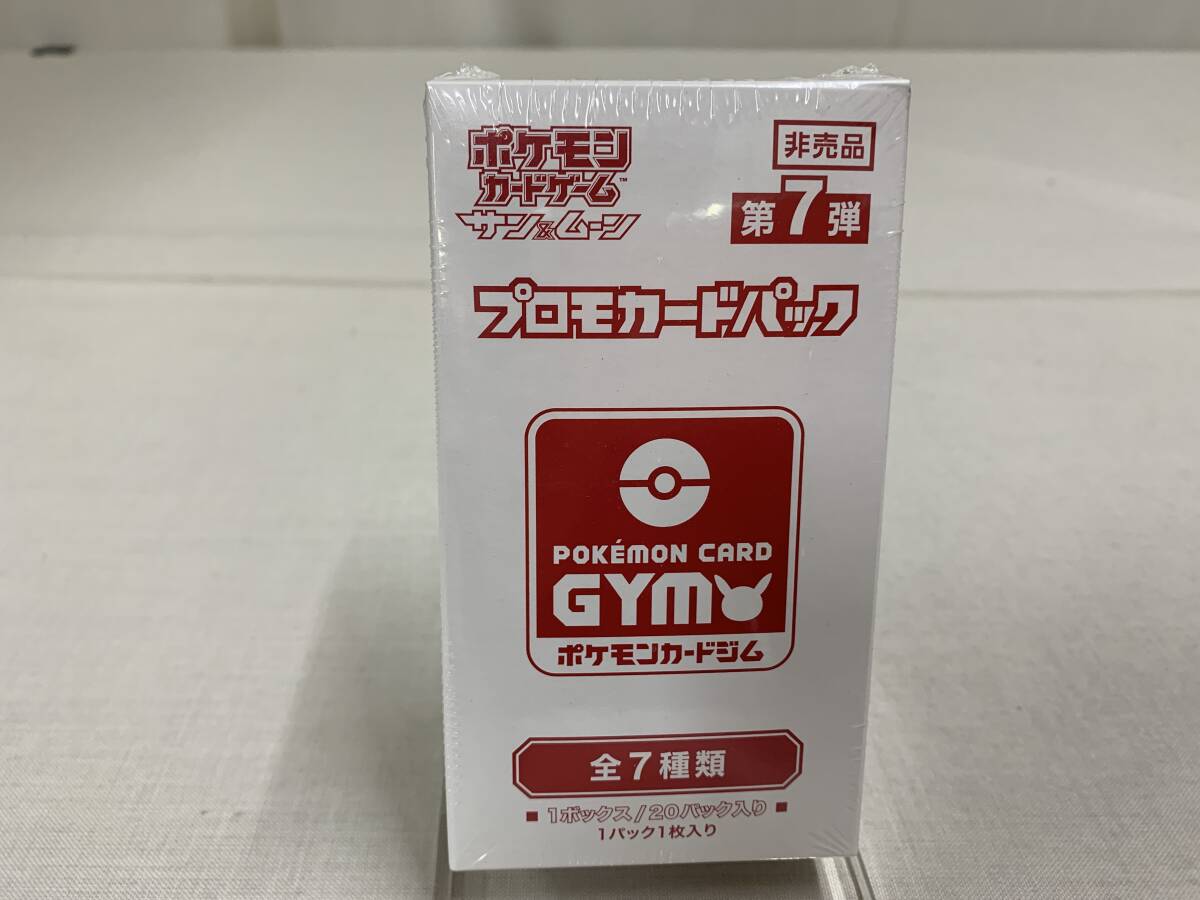 ポケモン
カードゲーム™
サン&ムーン
非売品
第7弾
プロモカードパック
POKÉMON CARD
GYM
ポケモンカードジム
全7種類
■ 1ボックス/20パック入り ■
1パック1枚入り